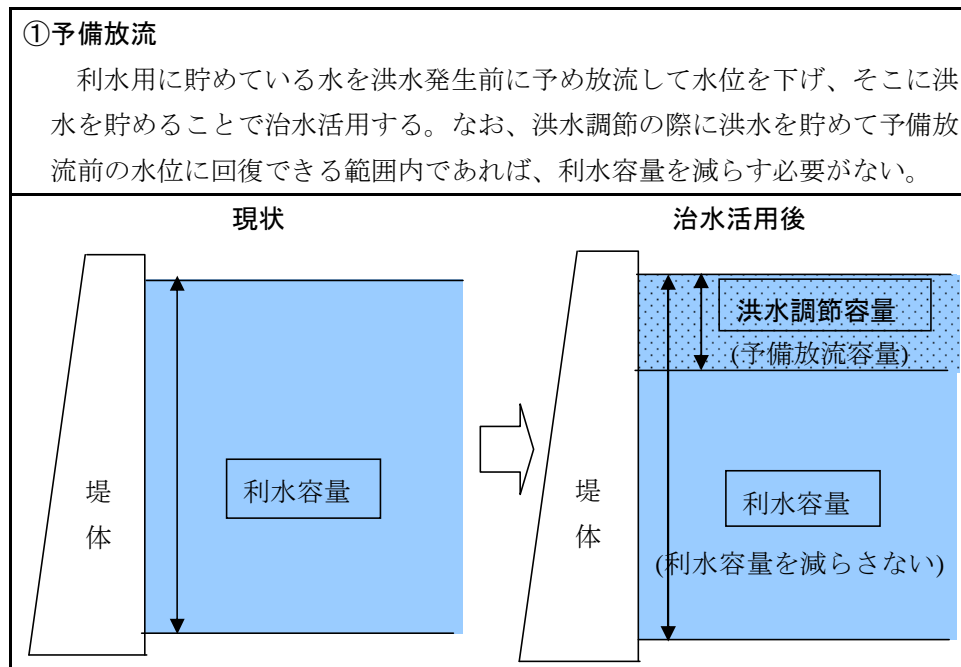 ①予備放流
利水用に貯めている水を洪水発生前に予め放流して水位を下げ、そこに洪
水を貯めることで治水活用する。なお、洪水調節の際に洪水を貯めて予備放
流前の水位に回復できる範囲内であれば、利水容量を減らす必要がない。
現状
堤
体
利水容量
治水活用後
洪水調節容量
(予備放流容量)
堤
体
利水容量
(利水容量を減らさない)